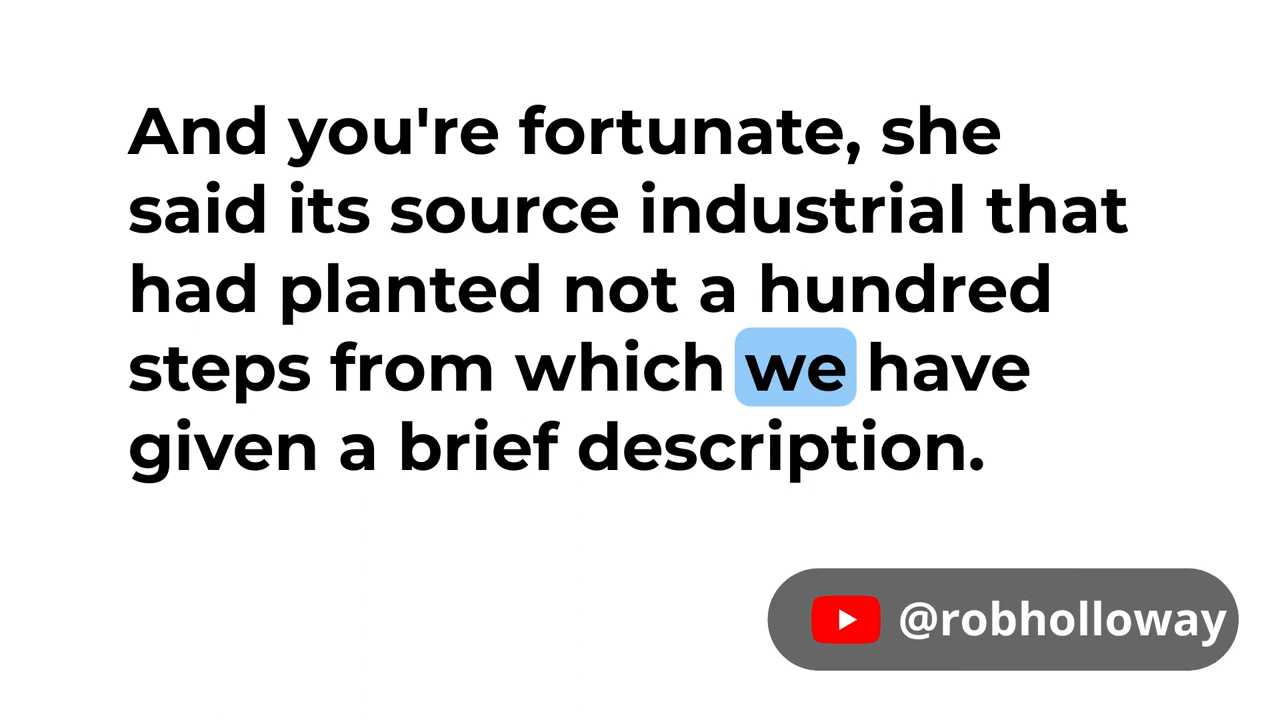 And you're fortunate, she
said its source industrial that
had planted not a hundred
steps from which we have
given a brief description.
@robholloway